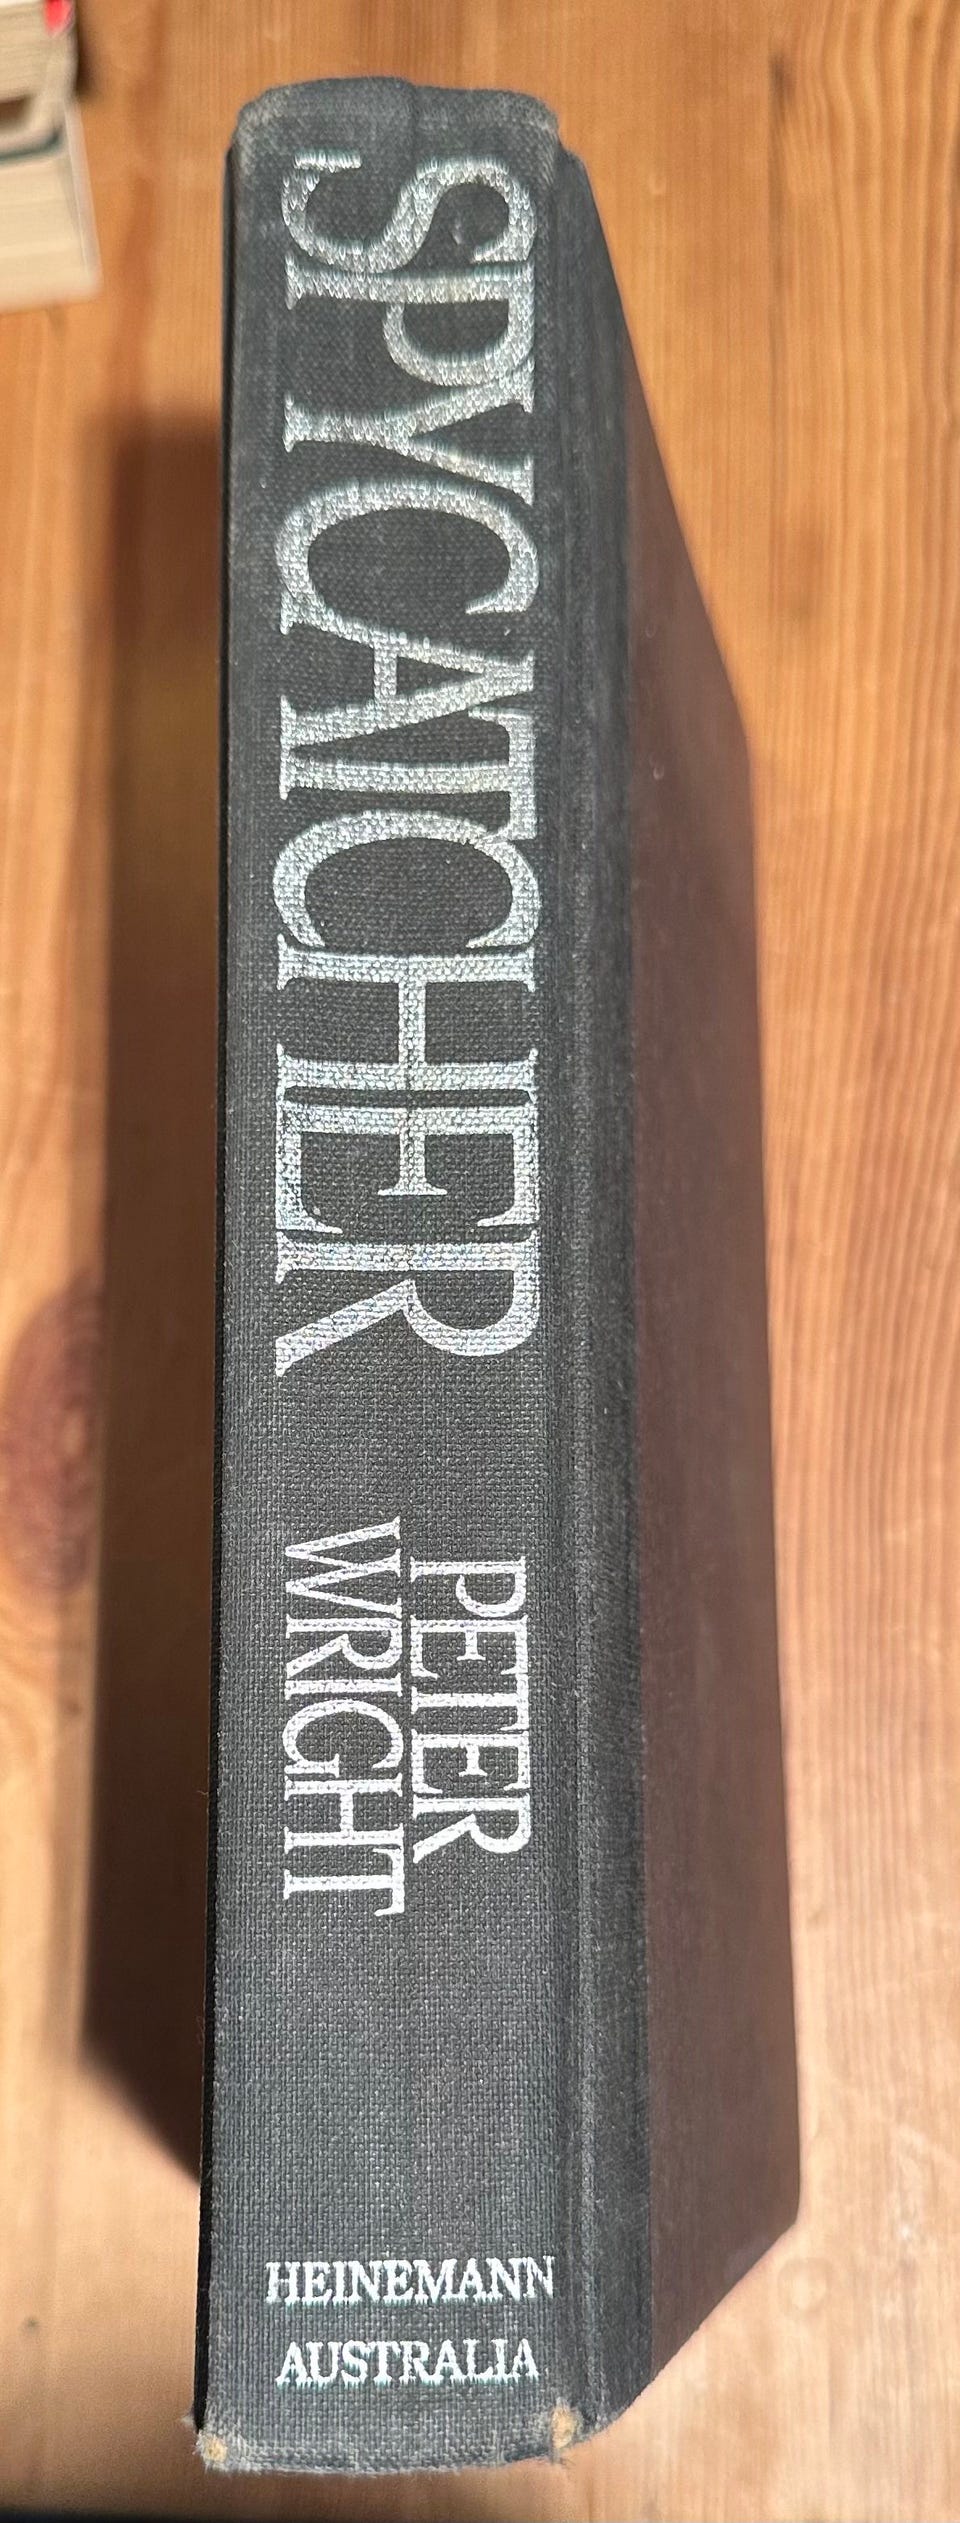 SPYCATCHER
PETER
WRIGHT
HEINEMANN
AUSTRALIA